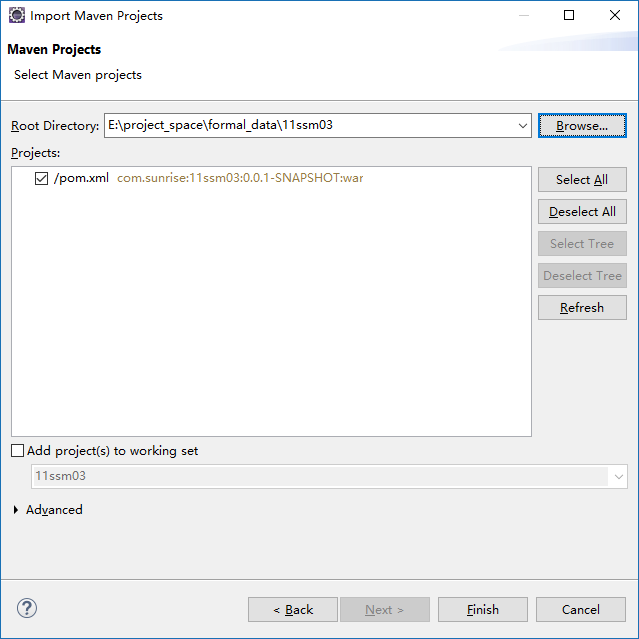 Import Maven Projects
Maven Projects
Select Maven projects
Root Directory: E:\project_space\formal_data\11ssm03 Browse...
Projects:
/pom.xml com.sunrise:11ssm03:0.0.1-SNAPSHOT:war
Select All
Deselect All
Select Tree
Deselect Tree
Refresh
Add project(s) to working set
11ssm03
Advanced
? < Back Next > Finish Cancel